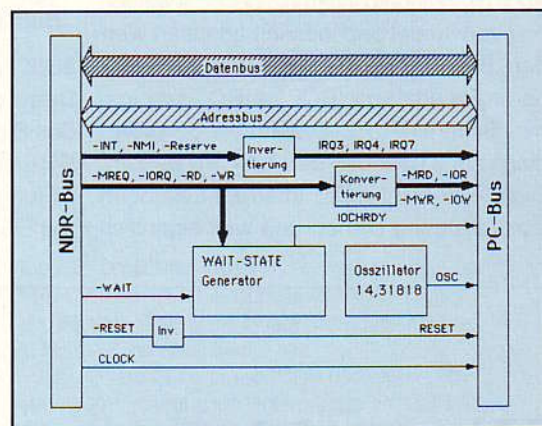 Datenbus
Adressbus
-INT, -NMI, -Reserve
Inver-
tierung
IRQ3, IRQ4, IRQ7
-MREQ, -IORQ, -RD, -WR
Konver-
tierung
-MRD, -IOR
-MWR, -IOW
IOCHRDY
NDR-Bus
PC-Bus
WAIT-STATE
Generator
Osszillator
14,31818
OSC
-WAIT
-RESET
Inv.
RESET
CLOCK